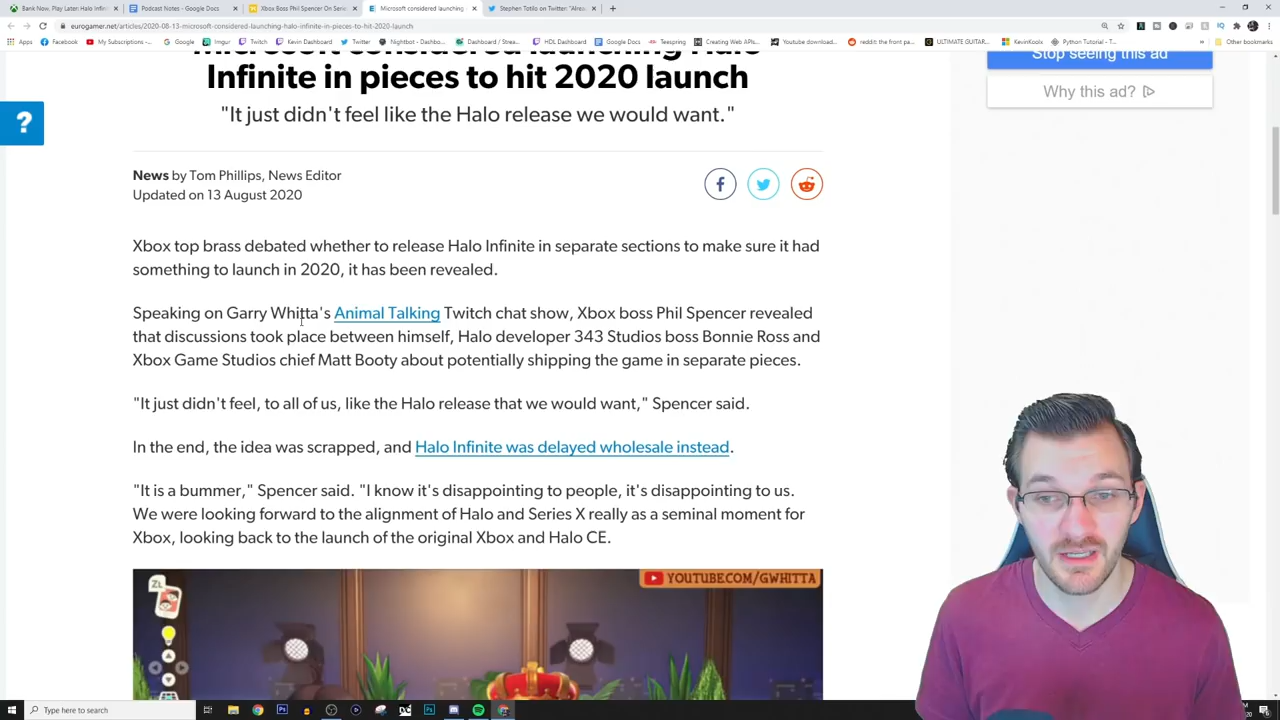 Bank Now, Play Later: Halo Infin
Podcast Notes - Google Docs
Xbox Boss Phil Spencer On Serie
Microsoft considered launching
Stephen Totilo on Twitter: "Alrea
eurogamer.net/articles/2020-08-13-microsoft-considered-launching-halo-infinite-in-pieces-to-hit-2020-launch
Apps Facebook My Subscriptions -... Google Imgur Twitch Kevin Dashboard Twitter Nightbot - Dashbo... Dashboard / Strea... HDL Dashboard Google Docs Teespring Creating Web APIs... Youtube download... reddit: the front pa... ULTIMATE GUITAR... KevinKools Python Tutorial - T... Other bookmarks
Infinite in pieces to hit 2020 launch
"It just didn't feel like the Halo release we would want."
Stop seeing this ad
Why this ad?
?
News by Tom Phillips, News Editor
Updated on 13 August 2020
Xbox top brass debated whether to release Halo Infinite in separate sections to make sure it had
something to launch in 2020, it has been revealed.
Speaking on Garry Whitta's Animal Talking Twitch chat show, Xbox boss Phil Spencer revealed
that discussions took place between himself, Halo developer 343 Studios boss Bonnie Ross and
Xbox Game Studios chief Matt Booty about potentially shipping the game in separate pieces.
"It just didn't feel, to all of us, like the Halo release that we would want," Spencer said.
In the end, the idea was scrapped, and Halo Infinite was delayed wholesale instead.
"It is a bummer," Spencer said. "I know it's disappointing to people, it's disappointing to us.
We were looking forward to the alignment of Halo and Series X really as a seminal moment for
Xbox, looking back to the launch of the original Xbox and Halo CE.
ZL
YOUTUBE.COM/GWHITTA
Type here to search